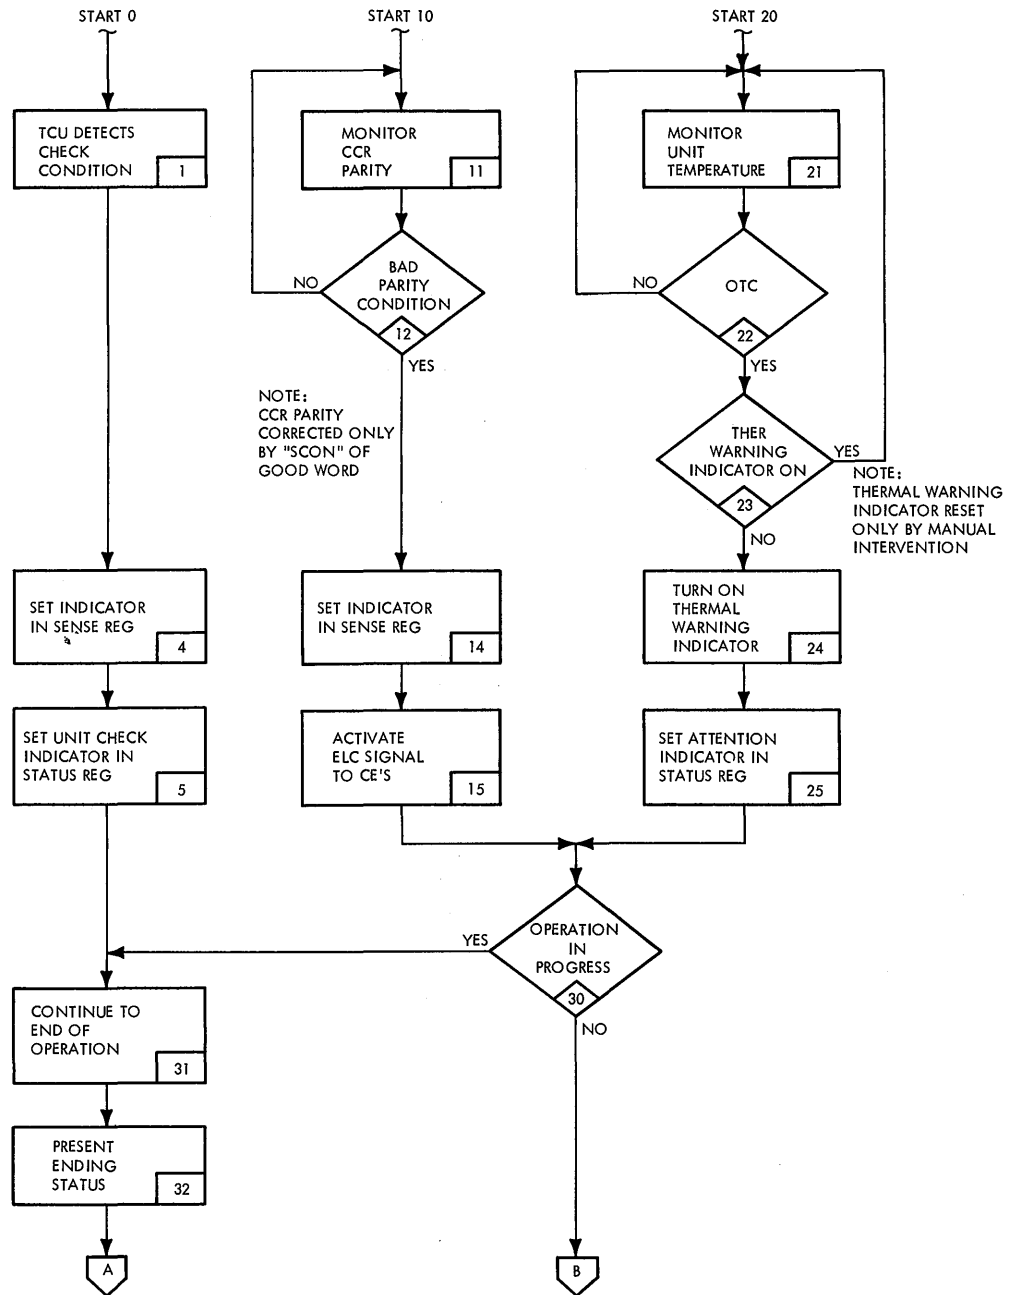 START 0
START 10
START 20
TCU DETECTS
CHECK
CONDITION
1
MONITOR
CCR
PARITY
11
MONITOR
UNIT
TEMPERATURE
21
BAD
PARITY
CONDITION
12
NO
YES
OTC
22
NO
YES
NOTE:
CCR PARITY
CORRECTED ONLY
BY "SCON" OF
GOOD WORD
THER
WARNING
INDICATOR ON
23
YES
NO
NOTE:
THERMAL WARNING
INDICATOR RESET
ONLY BY MANUAL
INTERVENTION
SET INDICATOR
IN SENSE REG
4
SET INDICATOR
IN SENSE REG
14
TURN ON
THERMAL
WARNING
INDICATOR
24
SET UNIT CHECK
INDICATOR IN
STATUS REG
5
ACTIVATE
ELC SIGNAL
TO CE'S
15
SET ATTENTION
INDICATOR IN
STATUS REG
25
YES
OPERATION
IN
PROGRESS
30
NO
CONTINUE TO
END OF
OPERATION
31
PRESENT
ENDING
STATUS
32
A
B